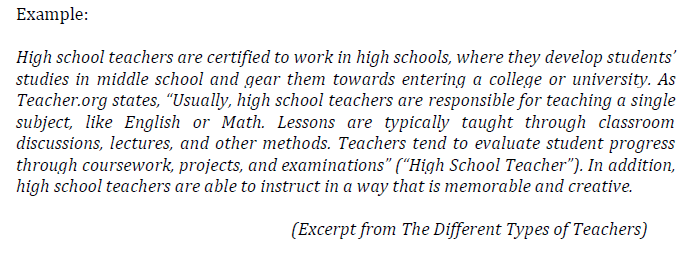 Example:
High school teachers are certified to work in high schools, where they develop students’
studies in middle school and gear them towards entering a college or university. As
Teacher.org states, “Usually, high school teachers are responsible for teaching a single
subject, like English or Math. Lessons are typically taught through classroom
discussions, lectures, and other methods. Teachers tend to evaluate student progress
through coursework, projects, and examinations” (“High School Teacher”). In addition,
high school teachers are able to instruct in a way that is memorable and creative.
(Excerpt from The Different Types of Teachers)